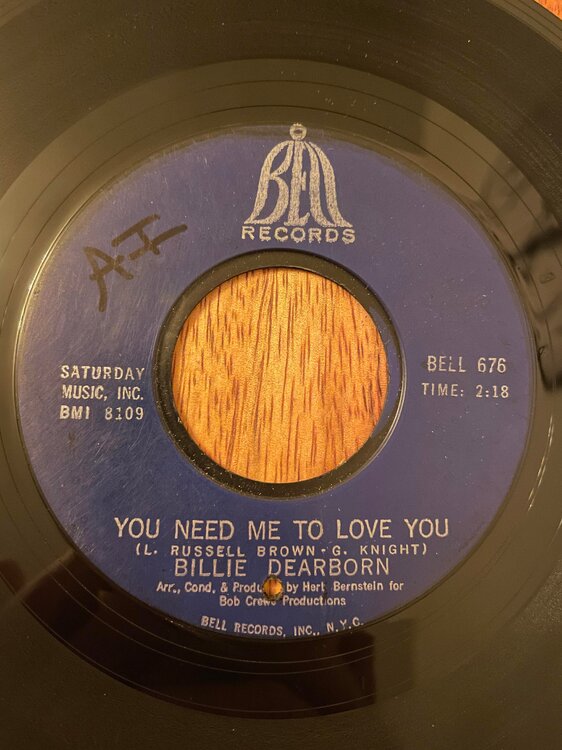 BELL
RECORDS
A-I
SATURDAY
MUSIC, INC.
BMI 8109
BELL 676
TIME: 2:18
YOU NEED ME TO LOVE YOU
(L. RUSSELL BROWN - G. KNIGHT)
BILLIE DEARBORN
Arr., Cond. & by Herb Bernstein for
Bob Crewe Productions
BELL RECORDS, INC., N.Y.C.